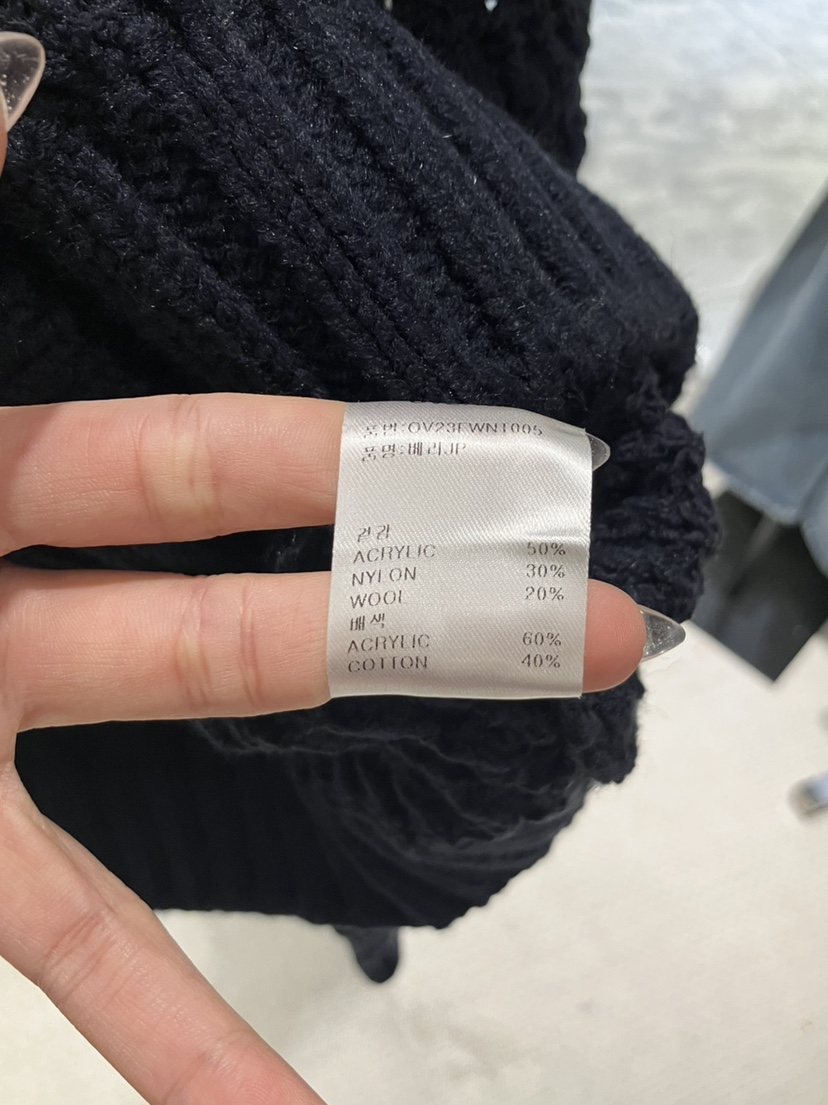 품번:OV23FWN1005
품명:베리JP
겉감
ACRYLIC 50%
NYLON 30%
WOOL 20%
배색
ACRYLIC 60%
COTTON 40%